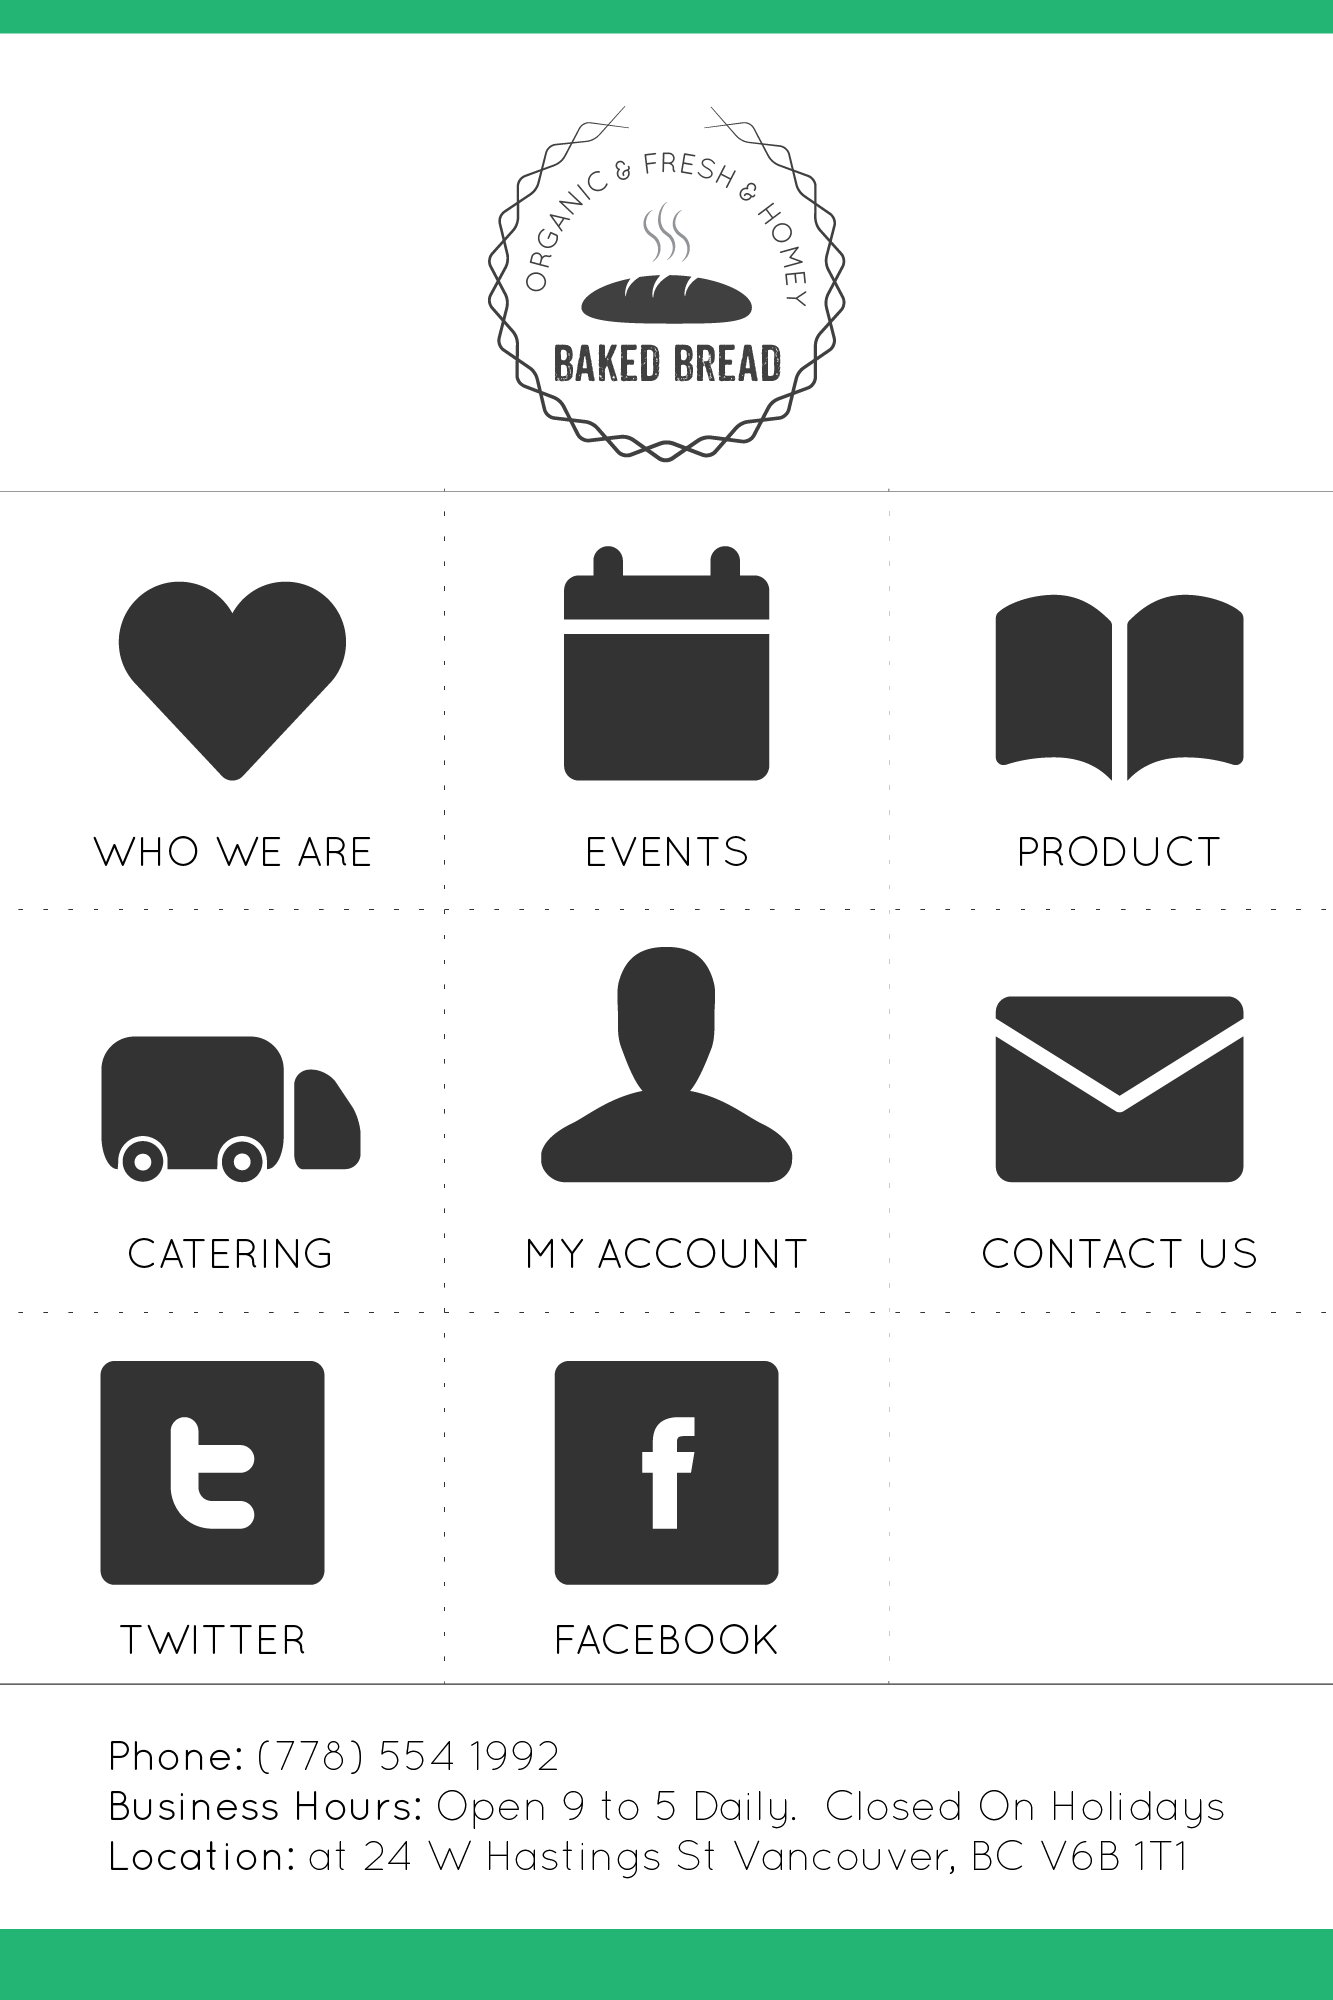 ORGANIC & FRESH & HOMEY
BAKED BREAD
WHO WE ARE
EVENTS
PRODUCT
CATERING
MY ACCOUNT
CONTACT US
TWITTER
FACEBOOK
Phone: (778) 554 1992
Business Hours: Open 9 to 5 Daily.  Closed On Holidays
Location: at 24 W Hastings St Vancouver, BC V6B 1T1